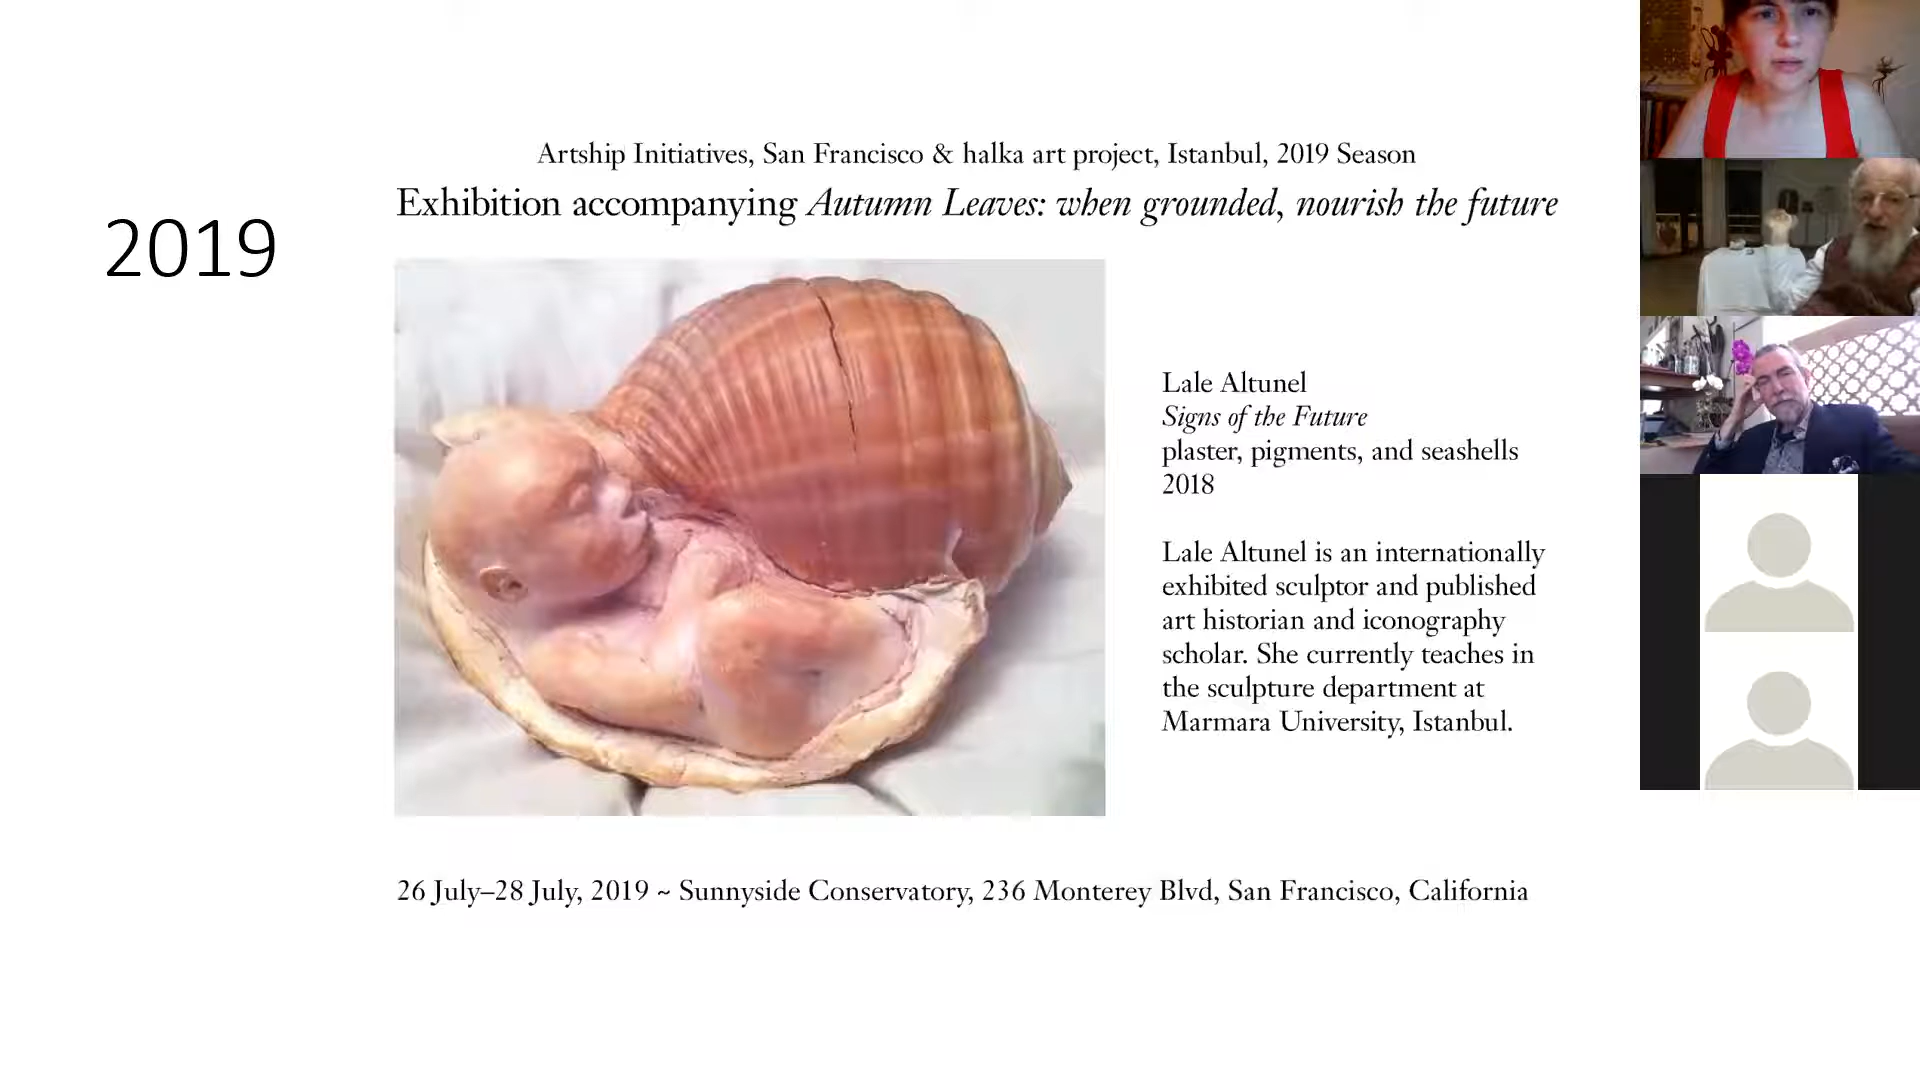 Artship Initiatives, San Francisco & halka art project, Istanbul, 2019 Season
Exhibition accompanying Autumn Leaves: when grounded, nourish the future
2019
Lale Altunel
Signs of the Future
plaster, pigments, and seashells
2018
Lale Altunel is an internationally
exhibited sculptor and published
art historian and iconography
scholar. She currently teaches in
the sculpture department at
Marmara University, Istanbul.
26 July–28 July, 2019 ~ Sunnyside Conservatory, 236 Monterey Blvd, San Francisco, California